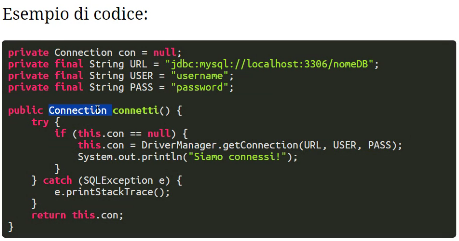 Esempio di codice:
private Connection con = null;
private final String URL = "jdbc:mysql://localhost:3306/nomeDB";
private final String USER = "username";
private final String PASS = "password";
public Connection connetti() {
try {
if (this.con == null) {
this.con = DriverManager.getConnection(URL, USER, PASS);
System.out.println("Siamo connessi!");
}
} catch (SQLException e) {
e.printStackTrace();
}
return this.con;
}